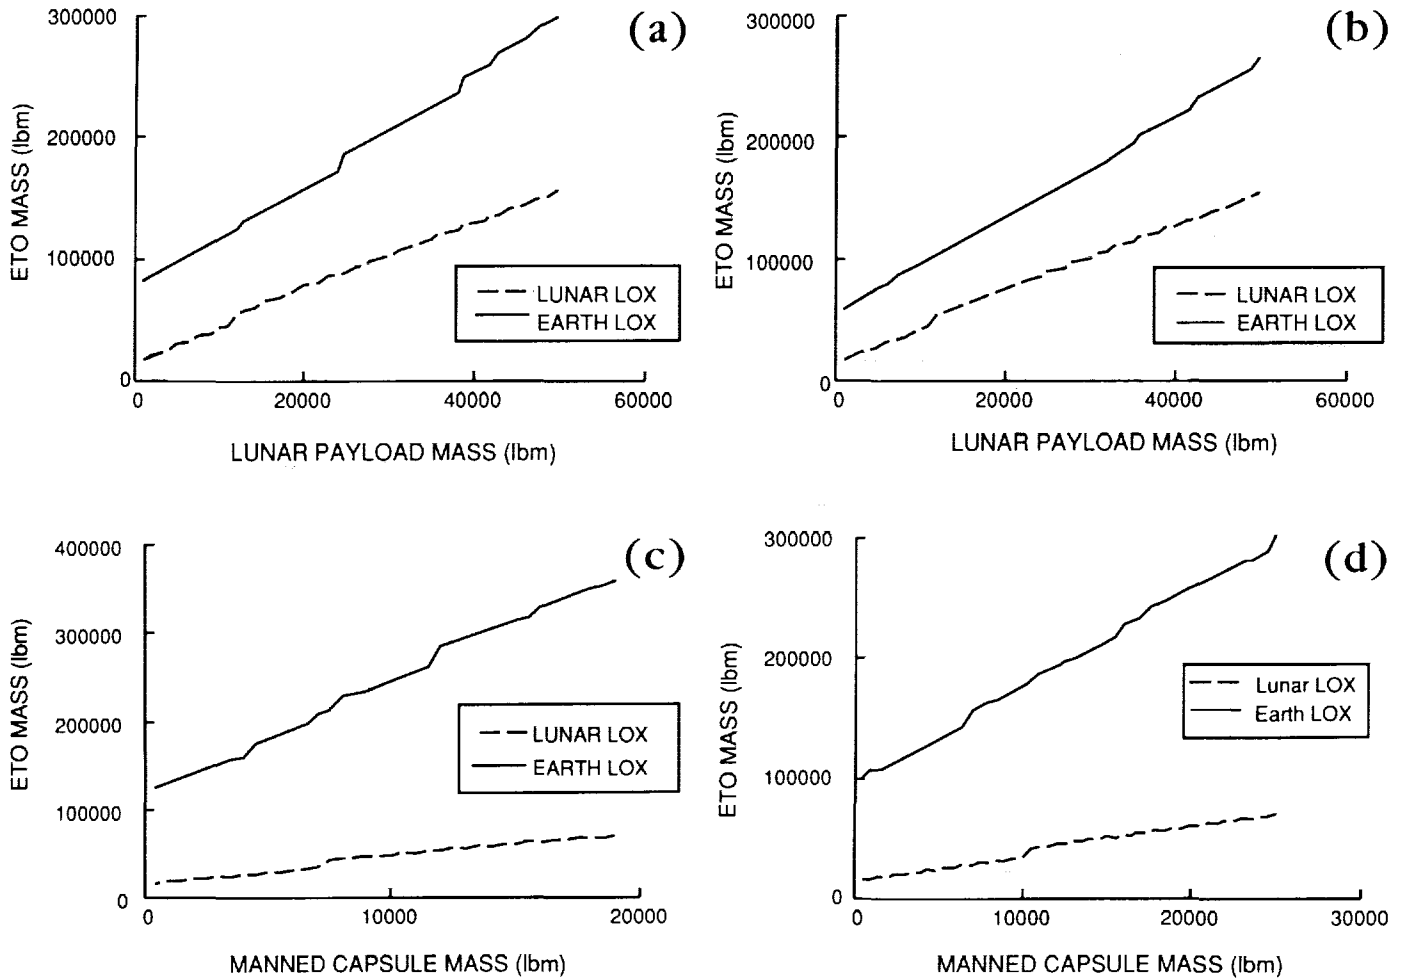 (a)
300000
200000
100000
0
ETO MASS (lbm)
LUNAR LOX
EARTH LOX
0 20000 40000 60000
LUNAR PAYLOAD MASS (lbm)
(b)
300000
200000
100000
0
ETO MASS (lbm)
LUNAR LOX
EARTH LOX
0 20000 40000 60000
LUNAR PAYLOAD MASS (lbm)
(c)
400000
300000
200000
100000
0
ETO MASS (lbm)
LUNAR LOX
EARTH LOX
0 10000 20000
MANNED CAPSULE MASS (lbm)
(d)
300000
200000
100000
0
ETO MASS (lbm)
Lunar LOX
Earth LOX
0 10000 20000 30000
MANNED CAPSULE MASS (lbm)